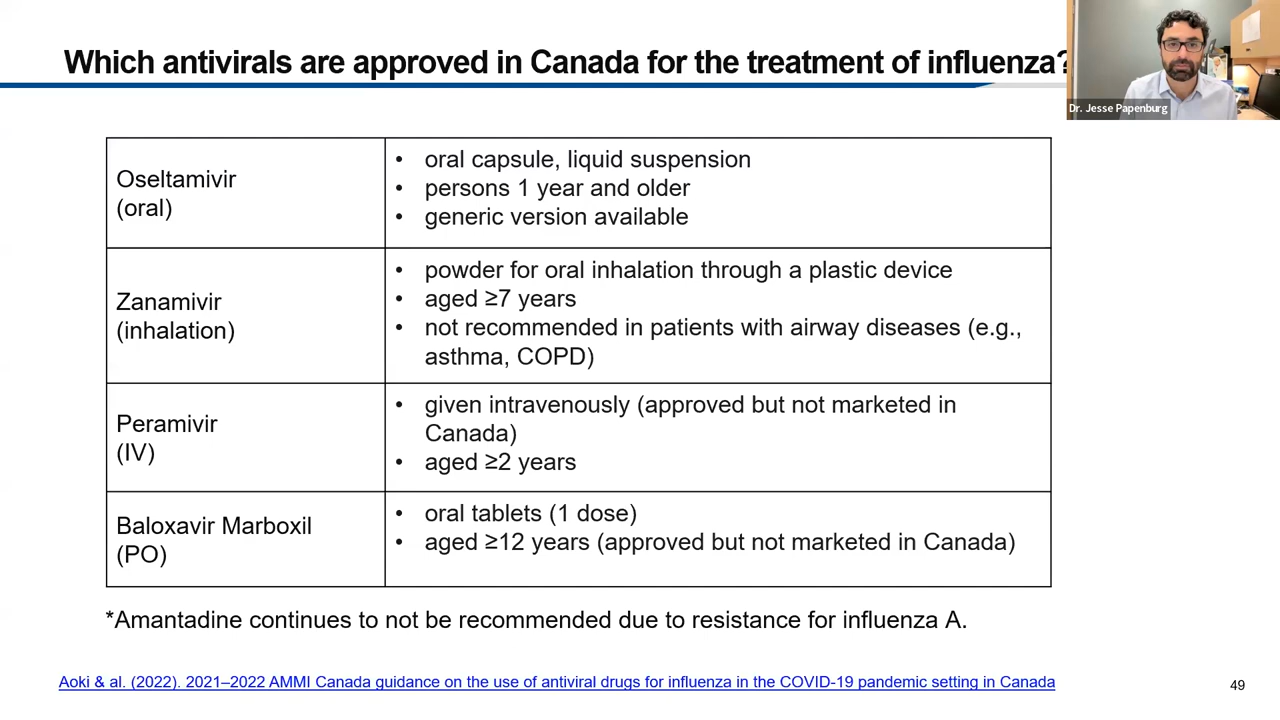 Which antivirals are approved in Canada for the treatment of influenza?
Dr. Jesse Papenburg
Oseltamivir
(oral)
• oral capsule, liquid suspension
• persons 1 year and older
• generic version available
Zanamivir
(inhalation)
• powder for oral inhalation through a plastic device
• aged ≥7 years
• not recommended in patients with airway diseases (e.g.,
asthma, COPD)
Peramivir
(IV)
• given intravenously (approved but not marketed in
Canada)
• aged ≥2 years
Baloxavir Marboxil
(PO)
• oral tablets (1 dose)
• aged ≥12 years (approved but not marketed in Canada)
*Amantadine continues to not be recommended due to resistance for influenza A.
Aoki & al. (2022). 2021–2022 AMMI Canada guidance on the use of antiviral drugs for influenza in the COVID-19 pandemic setting in Canada
49